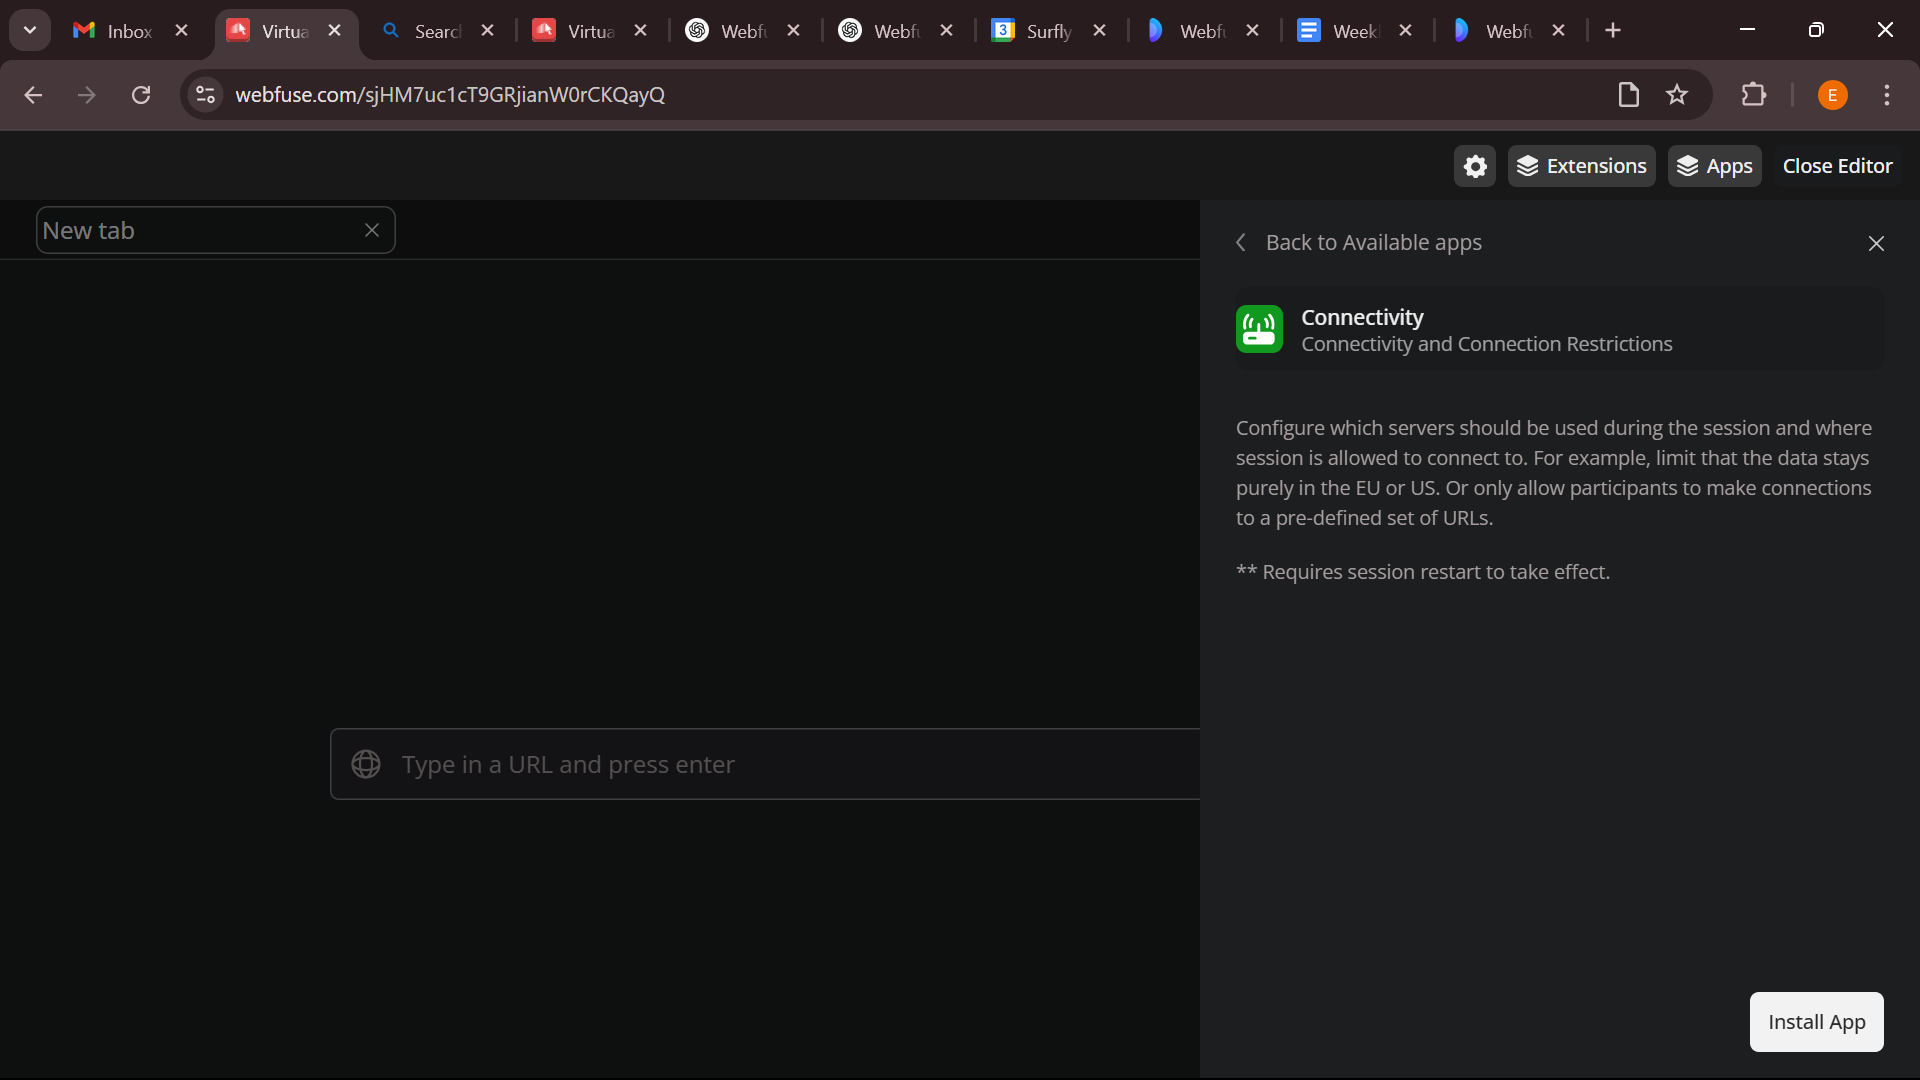 Inbox
Virtua
Searc
Virtua
Webfu
Webfu
3
Surfly
Webfu
Week
Webfu
webfuse.com/sjHM7uc1cT9GRjianW0rCKQayQ
E
Extensions
Apps
Close Editor
New tab
Back to Available apps
Connectivity
Connectivity and Connection Restrictions
Configure which servers should be used during the session and where
session is allowed to connect to. For example, limit that the data stays
purely in the EU or US. Or only allow participants to make connections
to a pre-defined set of URLs.
** Requires session restart to take effect.
Type in a URL and press enter
Install App